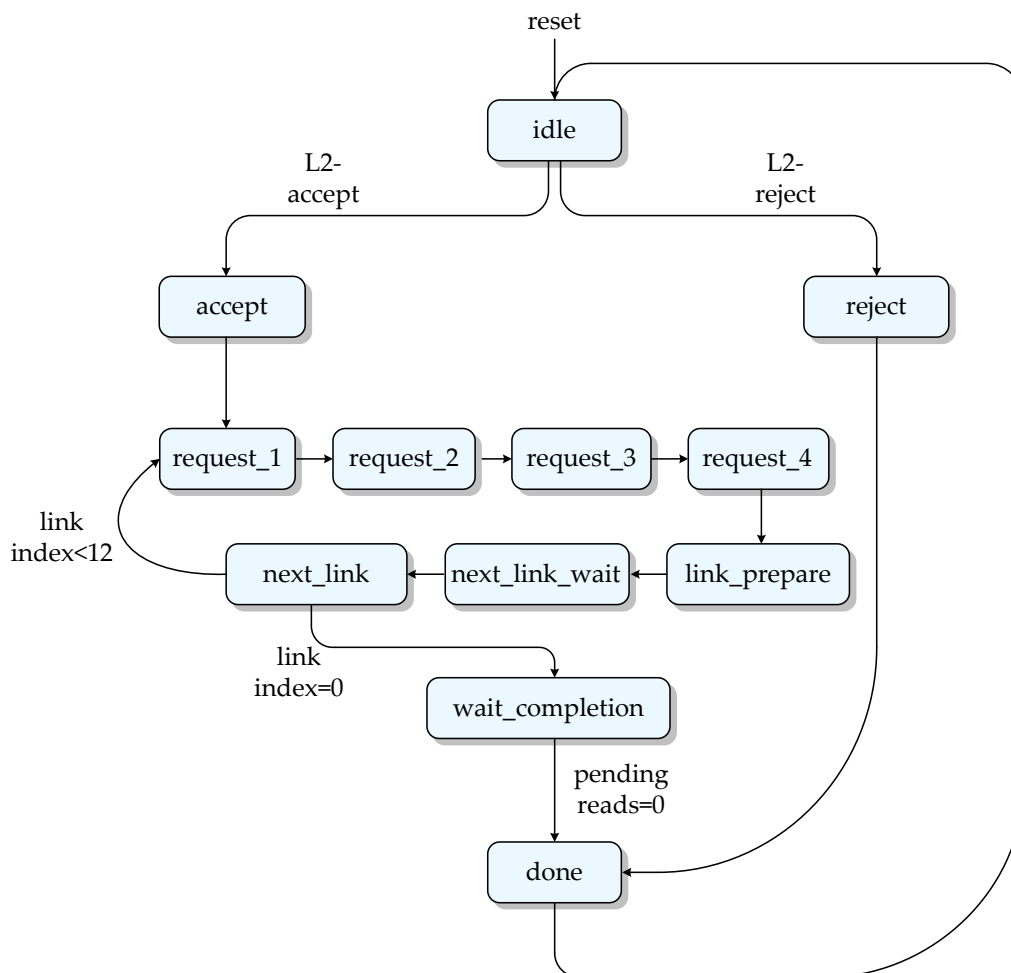 reset
idle
L2-
accept
L2-
reject
accept
reject
request_1
request_2
request_3
request_4
link
index<12
next_link
next_link_wait
link_prepare
link
index=0
wait_completion
pending
reads=0
done